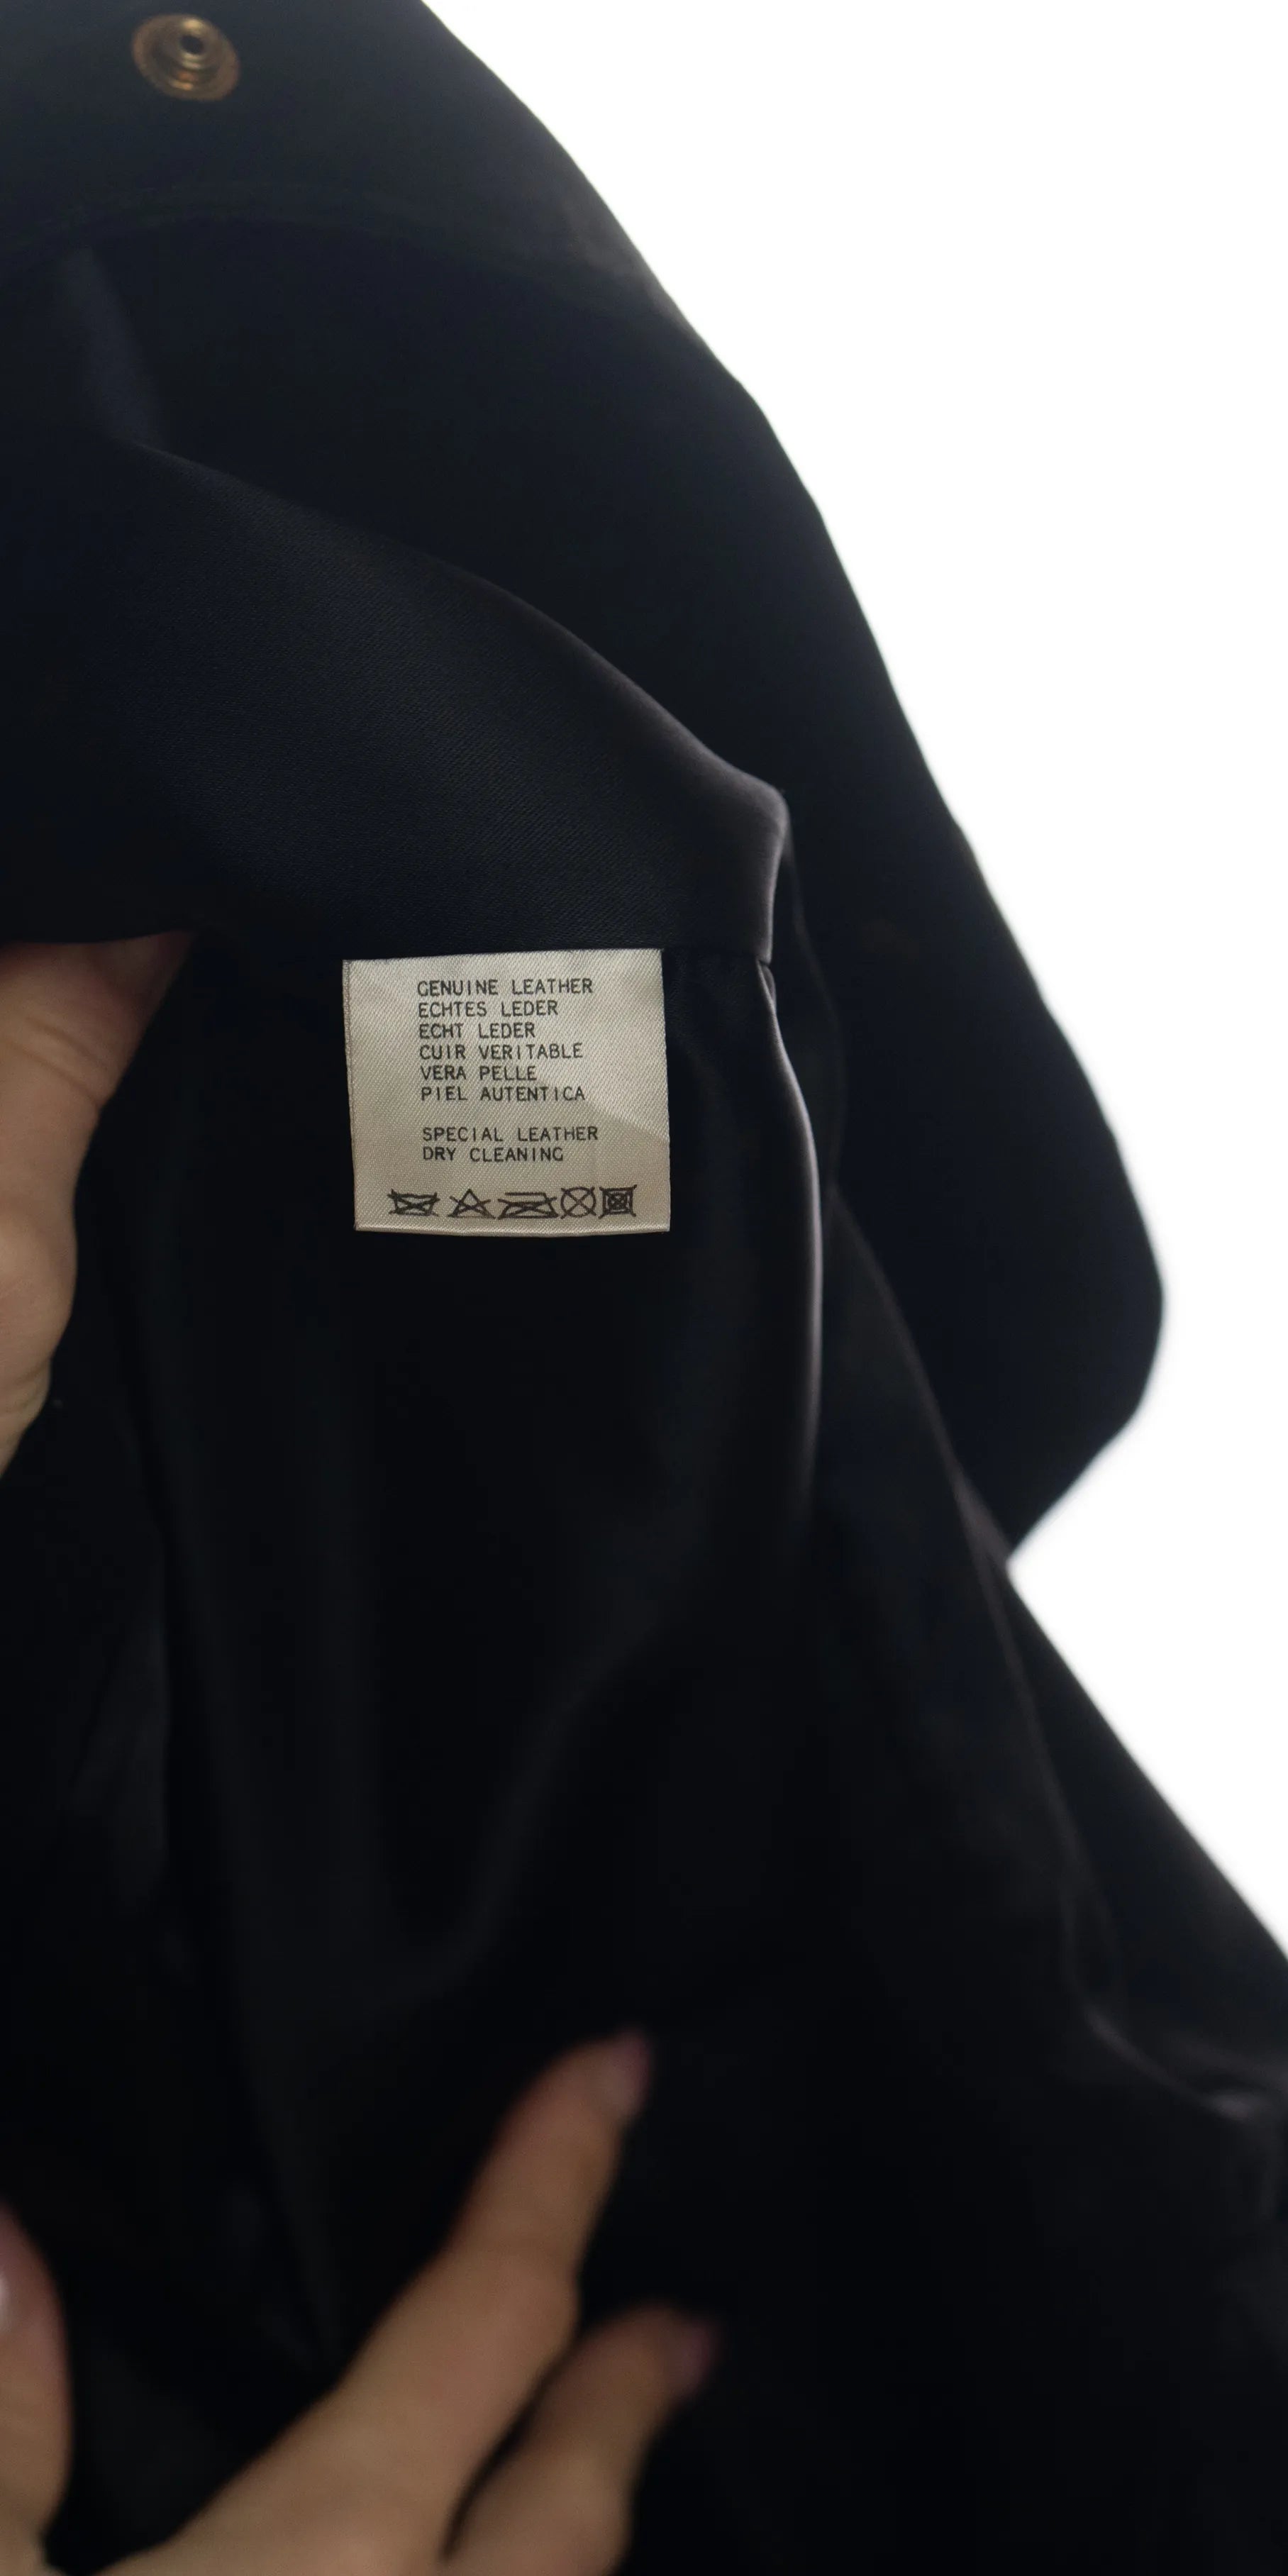 GENUINE LEATHER
ECHTES LEDER
ECHT LEDER
CUIR VERITABLE
VERA PELLE
PIEL AUTENTICA
SPECIAL LEATHER
DRY CLEANING